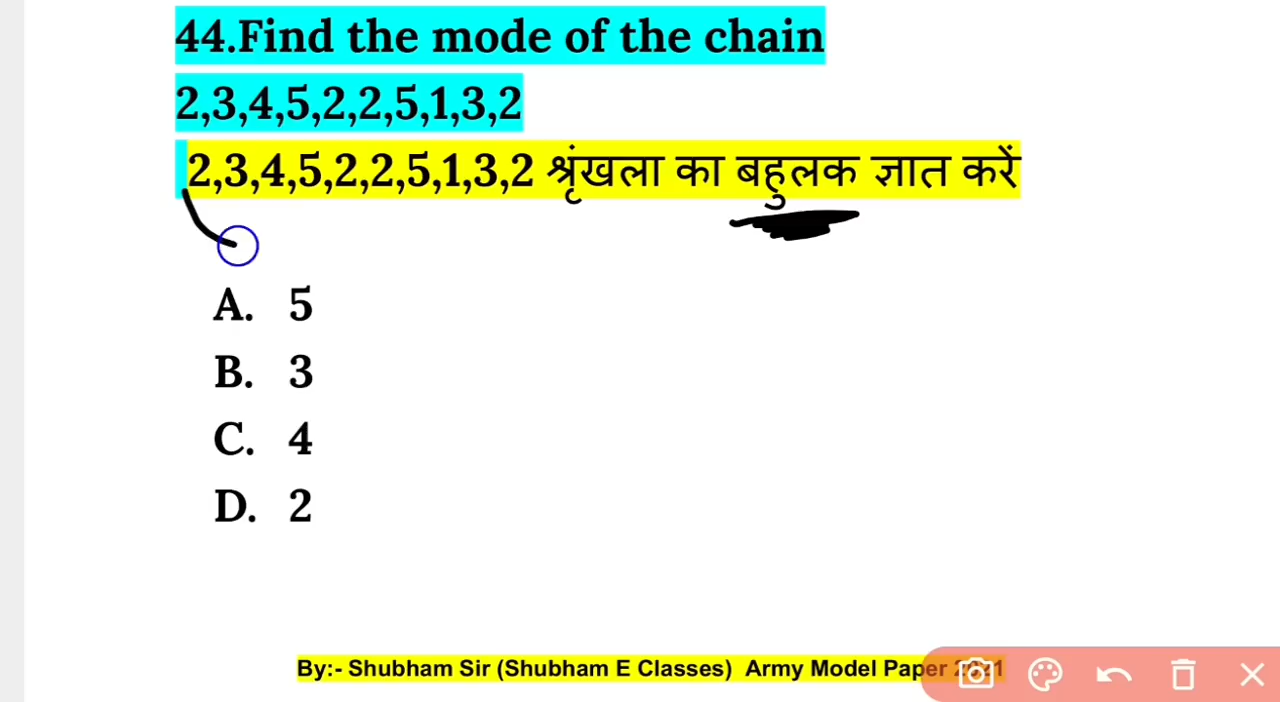 44.Find the mode of the chain
2,3,4,5,2,2,5,1,3,2
2,3,4,5,2,2,5,1,3,2 श्रृंखला का बहुलक ज्ञात करें
A. 5
B. 3
C. 4
D. 2
By:- Shubham Sir (Shubham E Classes) Army Model Paper 2021